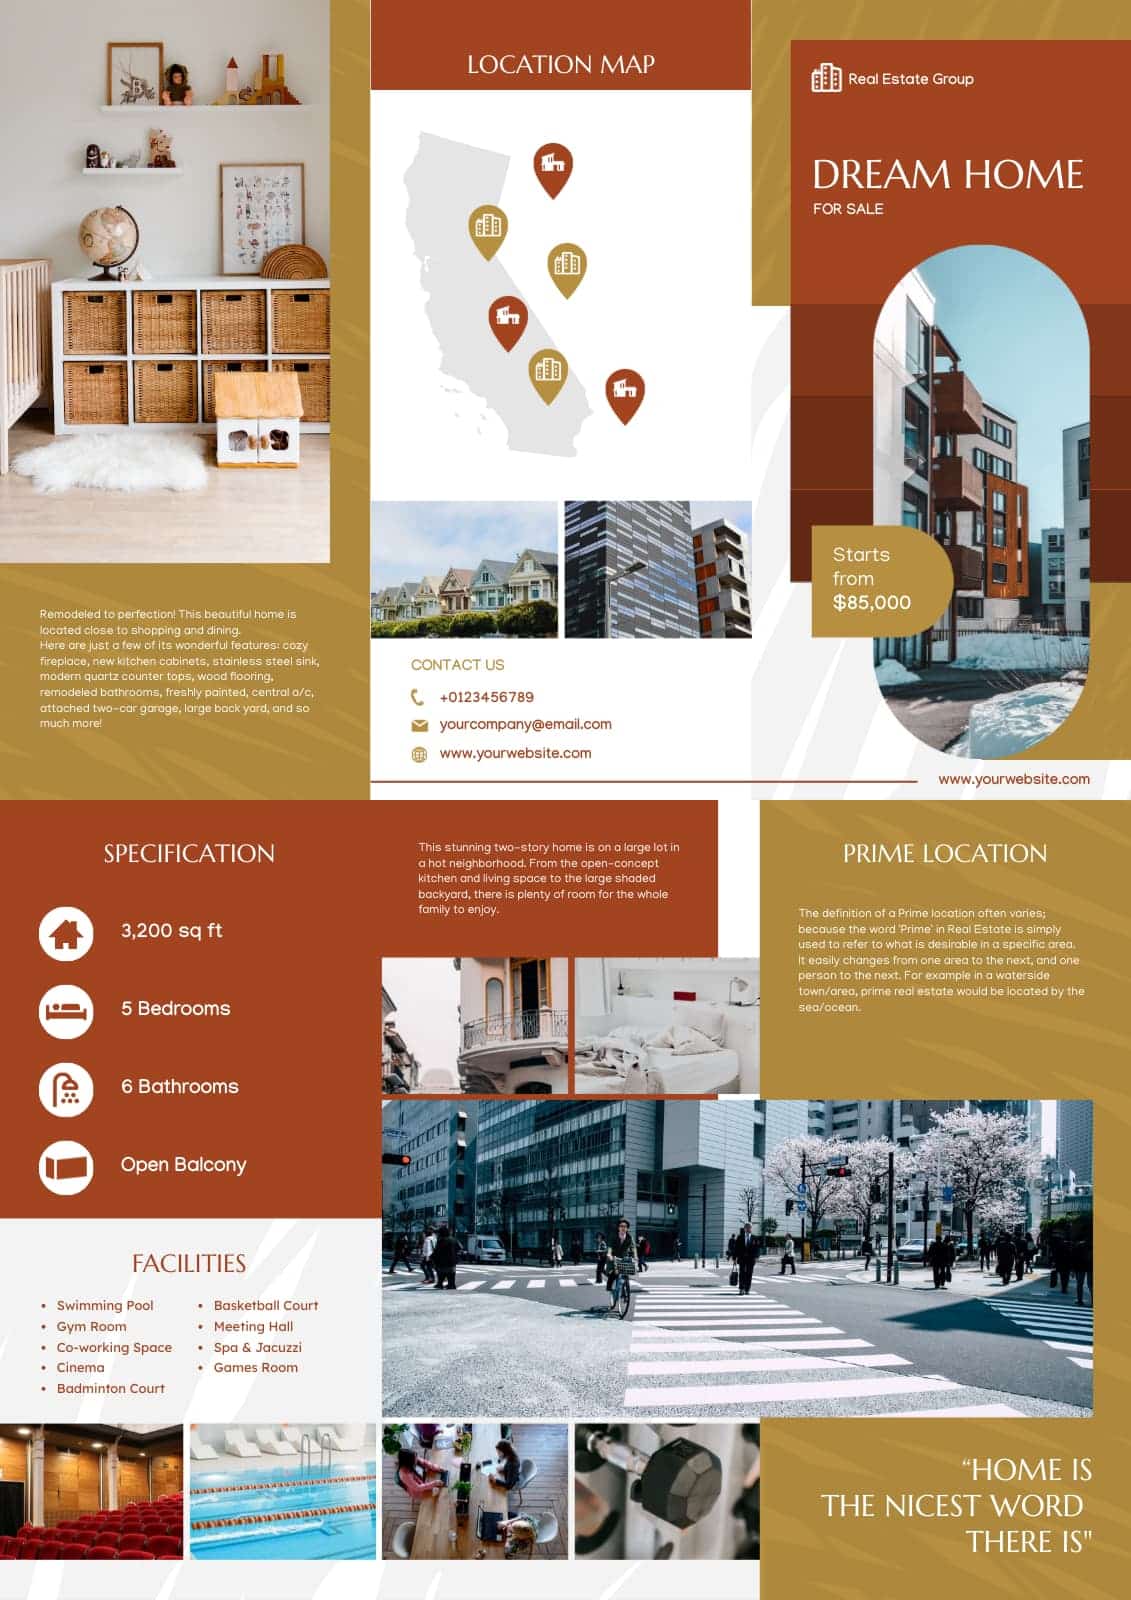 Remodeled to perfection! This beautiful home is
located close to shopping and dining.
Here are just a few of its wonderful features: cozy
fireplace, new kitchen cabinets, stainless steel sink,
modern quartz counter tops, wood flooring,
remodeled bathrooms, freshly painted, central a/c,
attached two-car garage, large back yard, and so
much more!
LOCATION MAP
CONTACT US
+0123456789
yourcompany@email.com
www.yourwebsite.com
Real Estate Group
DREAM HOME
FOR SALE
Starts
from
$85,000
www.yourwebsite.com
SPECIFICATION
3,200 sq ft
5 Bedrooms
6 Bathrooms
Open Balcony
FACILITIES
• Swimming Pool
• Gym Room
• Co-working Space
• Cinema
• Badminton Court
• Basketball Court
• Meeting Hall
• Spa & Jacuzzi
• Games Room
This stunning two-story home is on a large lot in
a hot neighborhood. From the open-concept
kitchen and living space to the large shaded
backyard, there is plenty of room for the whole
family to enjoy.
PRIME LOCATION
The definition of a Prime location often varies;
because the word 'Prime' in Real Estate is simply
used to refer to what is desirable in a specific area.
It easily changes from one area to the next, and one
person to the next. For example in a waterside
town/area, prime real estate would be located by the
sea/ocean.
“HOME IS
THE NICEST WORD
THERE IS"